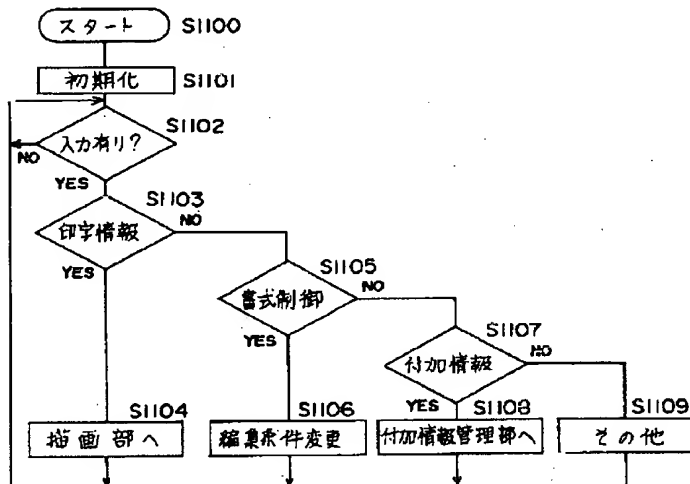 スタート S1100
初期化 S1101
S1102
入力有り?
NO
YES
S1103
印字情報
NO
YES
S1105
書式制御
NO
YES
S1107
付加情報
NO
YES
S1104
描画部へ
S1106
編集条件変更
S1108
付加情報管理部へ
S1109
その他